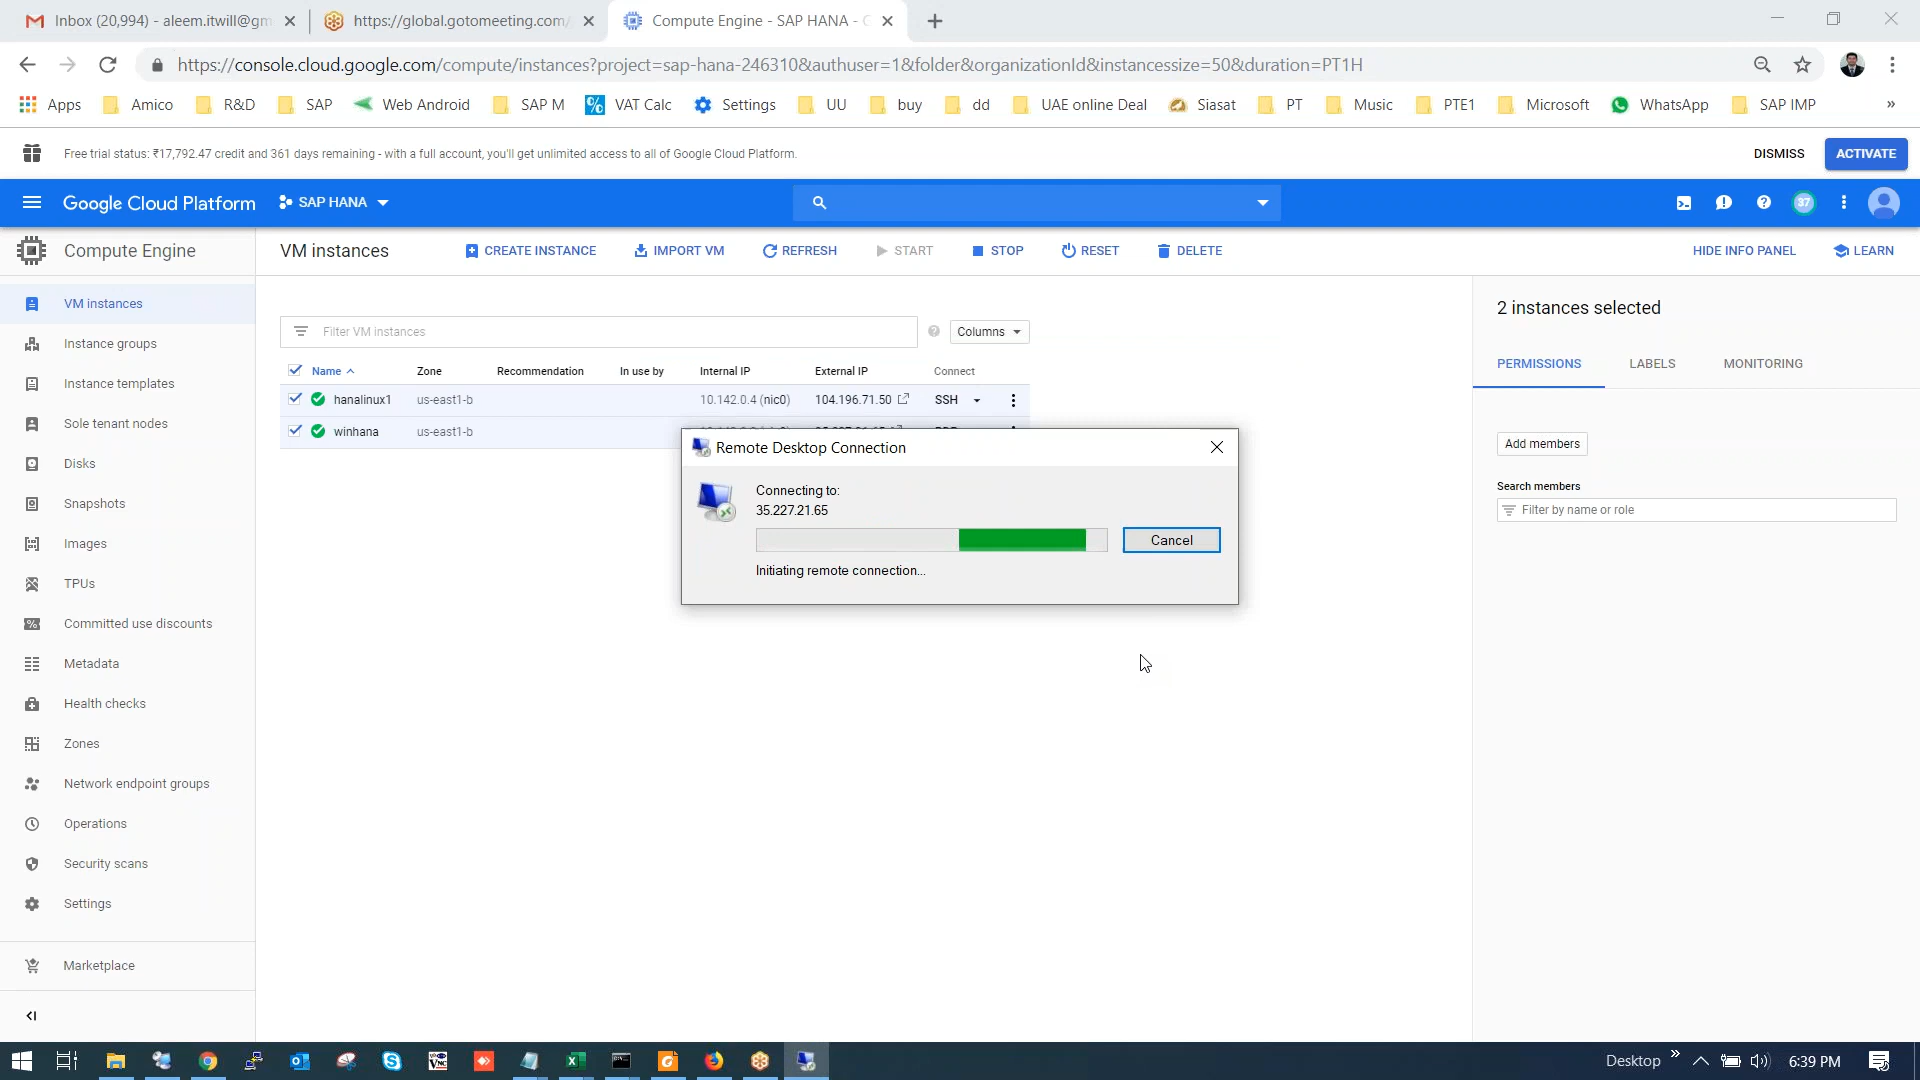 Inbox (20,994) - aleem.itwill@gm
https://global.gotomeeting.com/
Compute Engine - SAP HANA - G
https://console.cloud.google.com/compute/instances?project=sap-hana-246310&authuser=1&folder&organizationId&instancessize=50&duration=PT1H
Apps
Amico
R&D
SAP
Web Android
SAP M
VAT Calc
Settings
UU
buy
dd
UAE online Deal
Siasat
PT
Music
PTE1
Microsoft
WhatsApp
SAP IMP
»
Free trial status: ₹17,792.47 credit and 361 days remaining - with a full account, you'll get unlimited access to all of Google Cloud Platform.
DISMISS
ACTIVATE
Google Cloud Platform
SAP HANA
37
Compute Engine
VM instances
CREATE INSTANCE
IMPORT VM
REFRESH
START
STOP
RESET
DELETE
HIDE INFO PANEL
LEARN
VM instances
Instance groups
Instance templates
Sole tenant nodes
Disks
Snapshots
Images
TPUs
Committed use discounts
Metadata
Health checks
Zones
Network endpoint groups
Operations
Security scans
Settings
Marketplace
Filter VM instances
Columns
Name
Zone
Recommendation
In use by
Internal IP
External IP
Connect
hanalinux1
us-east1-b
10.142.0.4 (nic0)
104.196.71.50
SSH
winhana
us-east1-b
Remote Desktop Connection
Connecting to:
35.227.21.65
Cancel
Initiating remote connection...
2 instances selected
PERMISSIONS
LABELS
MONITORING
Add members
Search members
Filter by name or role
Desktop
»
6:39 PM